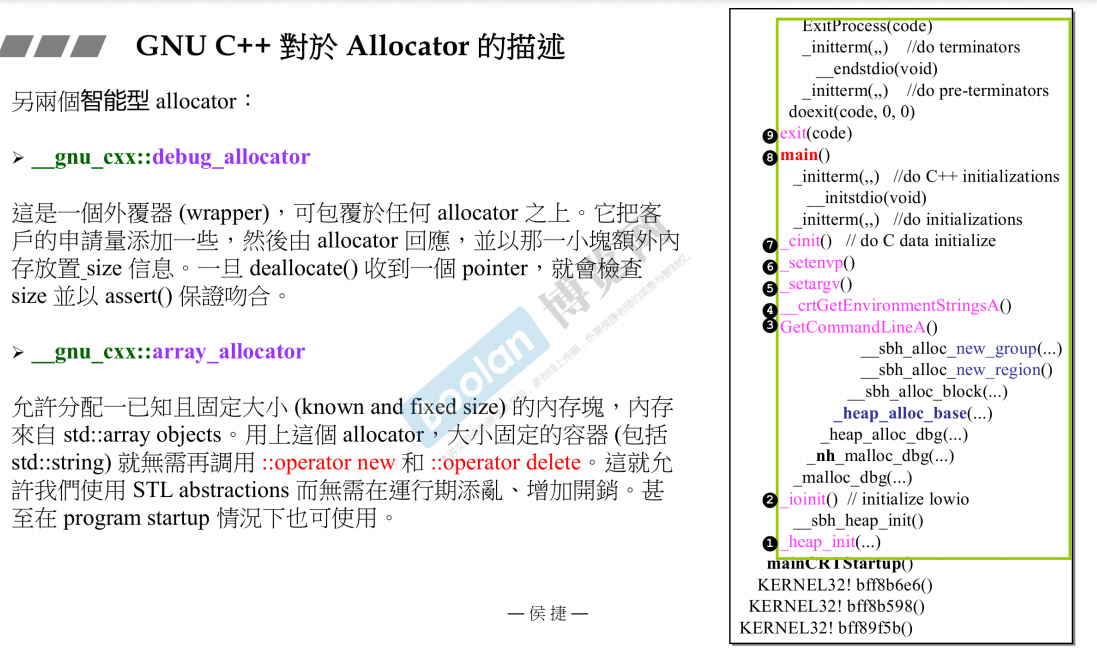 GNU C++ 對於 Allocator 的描述
另兩個智能型 allocator：
➢ __gnu_cxx::debug_allocator
這是一個外覆器 (wrapper)，可包覆於任何 allocator 之上。它把客
戶的申請量添加一些，然後由 allocator 回應，並以那一小塊額外內
存放置 size 信息。一旦 deallocate() 收到一個 pointer，就會檢查
size 並以 assert() 保證吻合。
➢ __gnu_cxx::array_allocator
允許分配一已知且固定大小 (known and fixed size) 的內存塊，內存
來自 std::array objects。用上這個 allocator，大小固定的容器 (包括
std::string) 就無需再調用 ::operator new 和 ::operator delete。這就允
許我們使用 STL abstractions 而無需在運行期添亂、增加開銷。甚
至在 program startup 情況下也可使用。
— 侯 捷 —
boolan
博览网
ExitProcess(code)
_initterm(,,) //do terminators
__endstdio(void)
_initterm(,,) //do pre-terminators
doexit(code, 0, 0)
❾ exit(code)
❽ main()
_initterm(,,) //do C++ initializations
__initstdio(void)
_initterm(,,) //do initializations
❼ _cinit() // do C data initialize
❻ _setenvp()
❺ _setargv()
❹ __crtGetEnvironmentStringsA()
❸ GetCommandLineA()
__sbh_alloc_new_group(...)
__sbh_alloc_new_region()
__sbh_alloc_block(...)
_heap_alloc_base(...)
_heap_alloc_dbg(...)
_nh_malloc_dbg(...)
_malloc_dbg(...)
❷ _ioinit() // initialize lowio
__sbh_heap_init()
❶ _heap_init(...)
mainCRTStartup()
KERNEL32! bff8b6e6()
KERNEL32! bff8b598()
KERNEL32! bff89f5b()